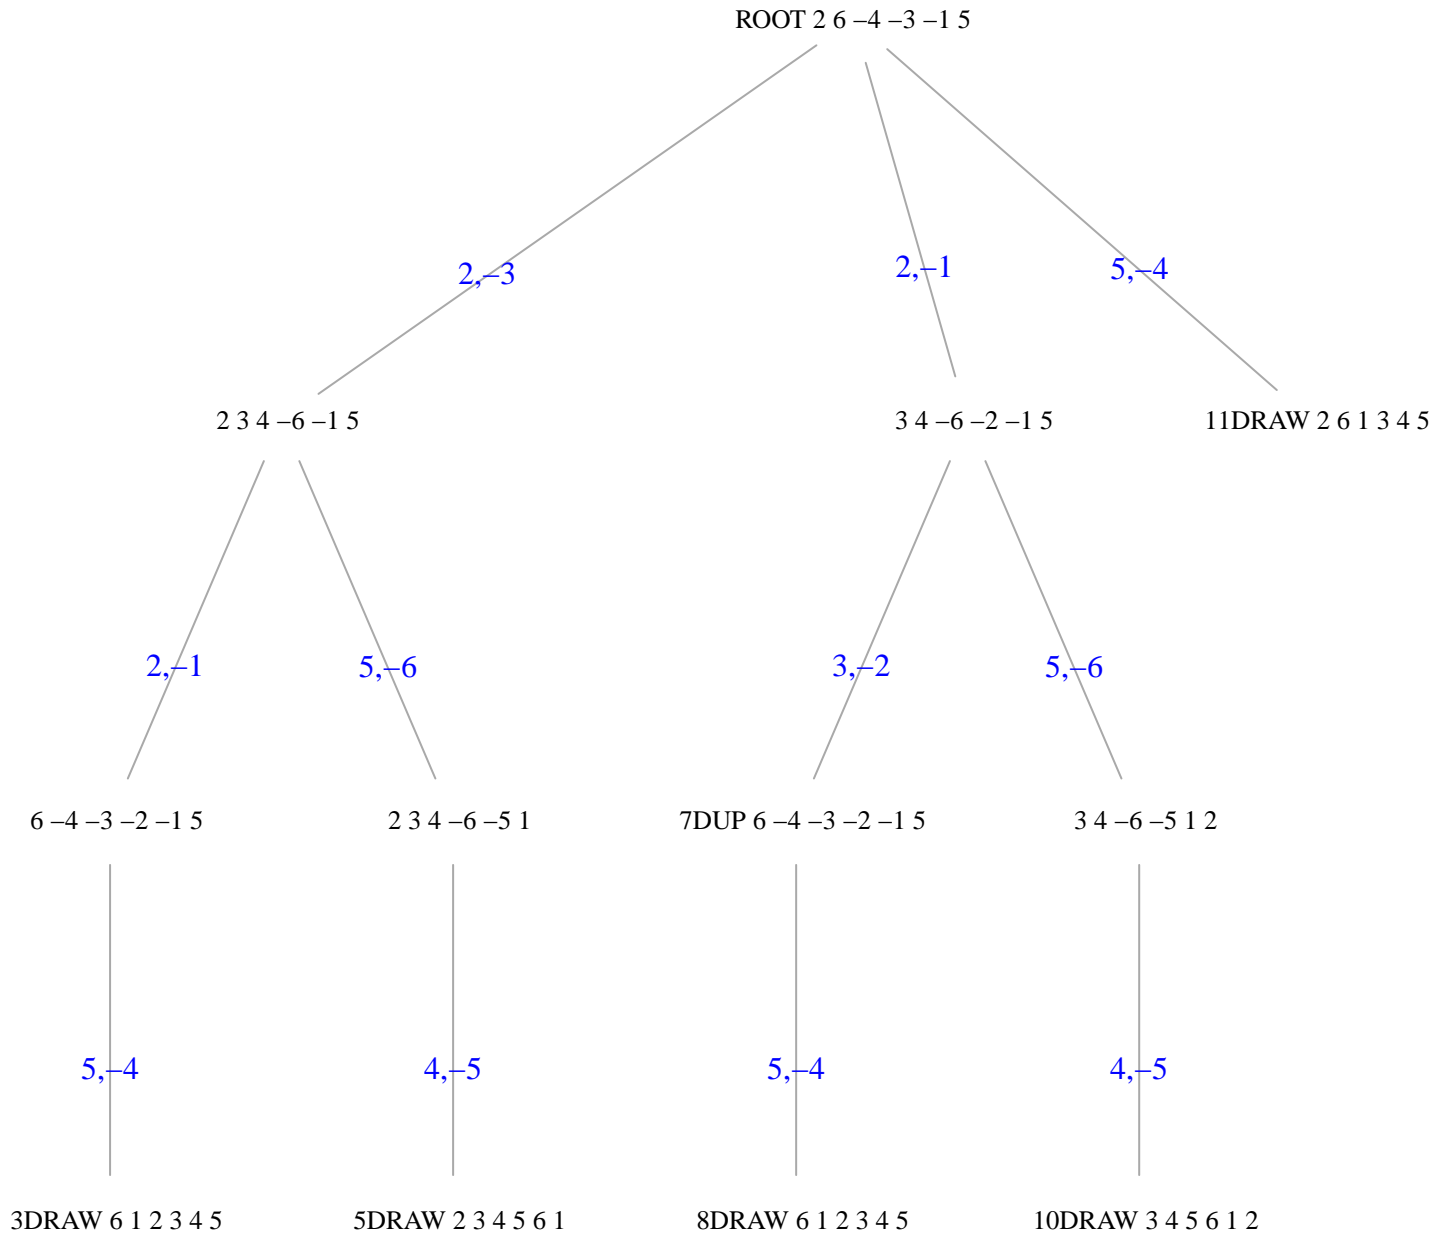 ROOT 2 6 –4 –3 –1 5
2,–3
2,–1
5,–4
2 3 4 –6 –1 5
3 4 –6 –2 –1 5
11DRAW 2 6 1 3 4 5
2,–1
5,–6
3,–2
5,–6
6 –4 –3 –2 –1 5
2 3 4 –6 –5 1
7DUP 6 –4 –3 –2 –1 5
3 4 –6 –5 1 2
5,–4
4,–5
5,–4
4,–5
3DRAW 6 1 2 3 4 5
5DRAW 2 3 4 5 6 1
8DRAW 6 1 2 3 4 5
10DRAW 3 4 5 6 1 2